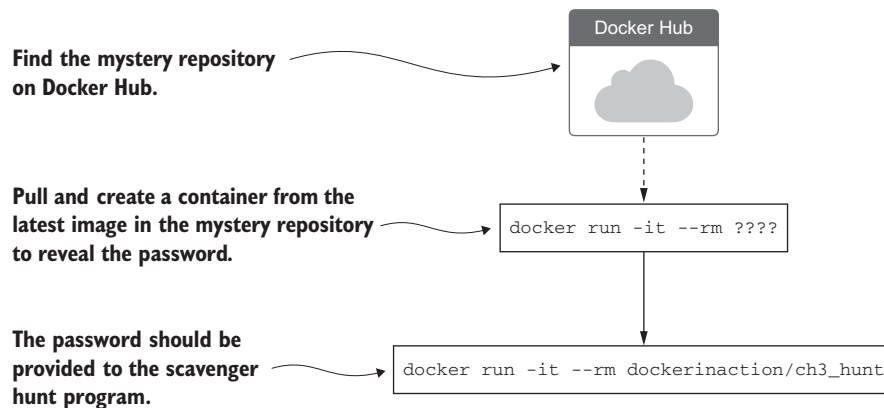 Docker Hub
Find the mystery repository
on Docker Hub.
Pull and create a container from the
latest image in the mystery repository
to reveal the password.
docker run -it --rm ????
The password should be
provided to the scavenger
hunt program.
docker run -it --rm dockerinaction/ch3_hunt